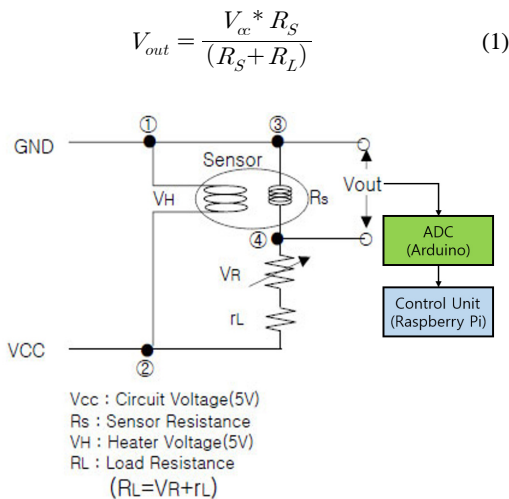 V_out = V_cc * R_S / (R_S + R_L) (1)
① ③
GND
Sensor
VH Rs Vout
④
ADC
(Arduino)
VR
rL
Control Unit
(Raspberry Pi)
VCC
②
Vcc : Circuit Voltage(5V)
Rs : Sensor Resistance
VH : Heater Voltage(5V)
RL : Load Resistance
(RL=VR+rL)